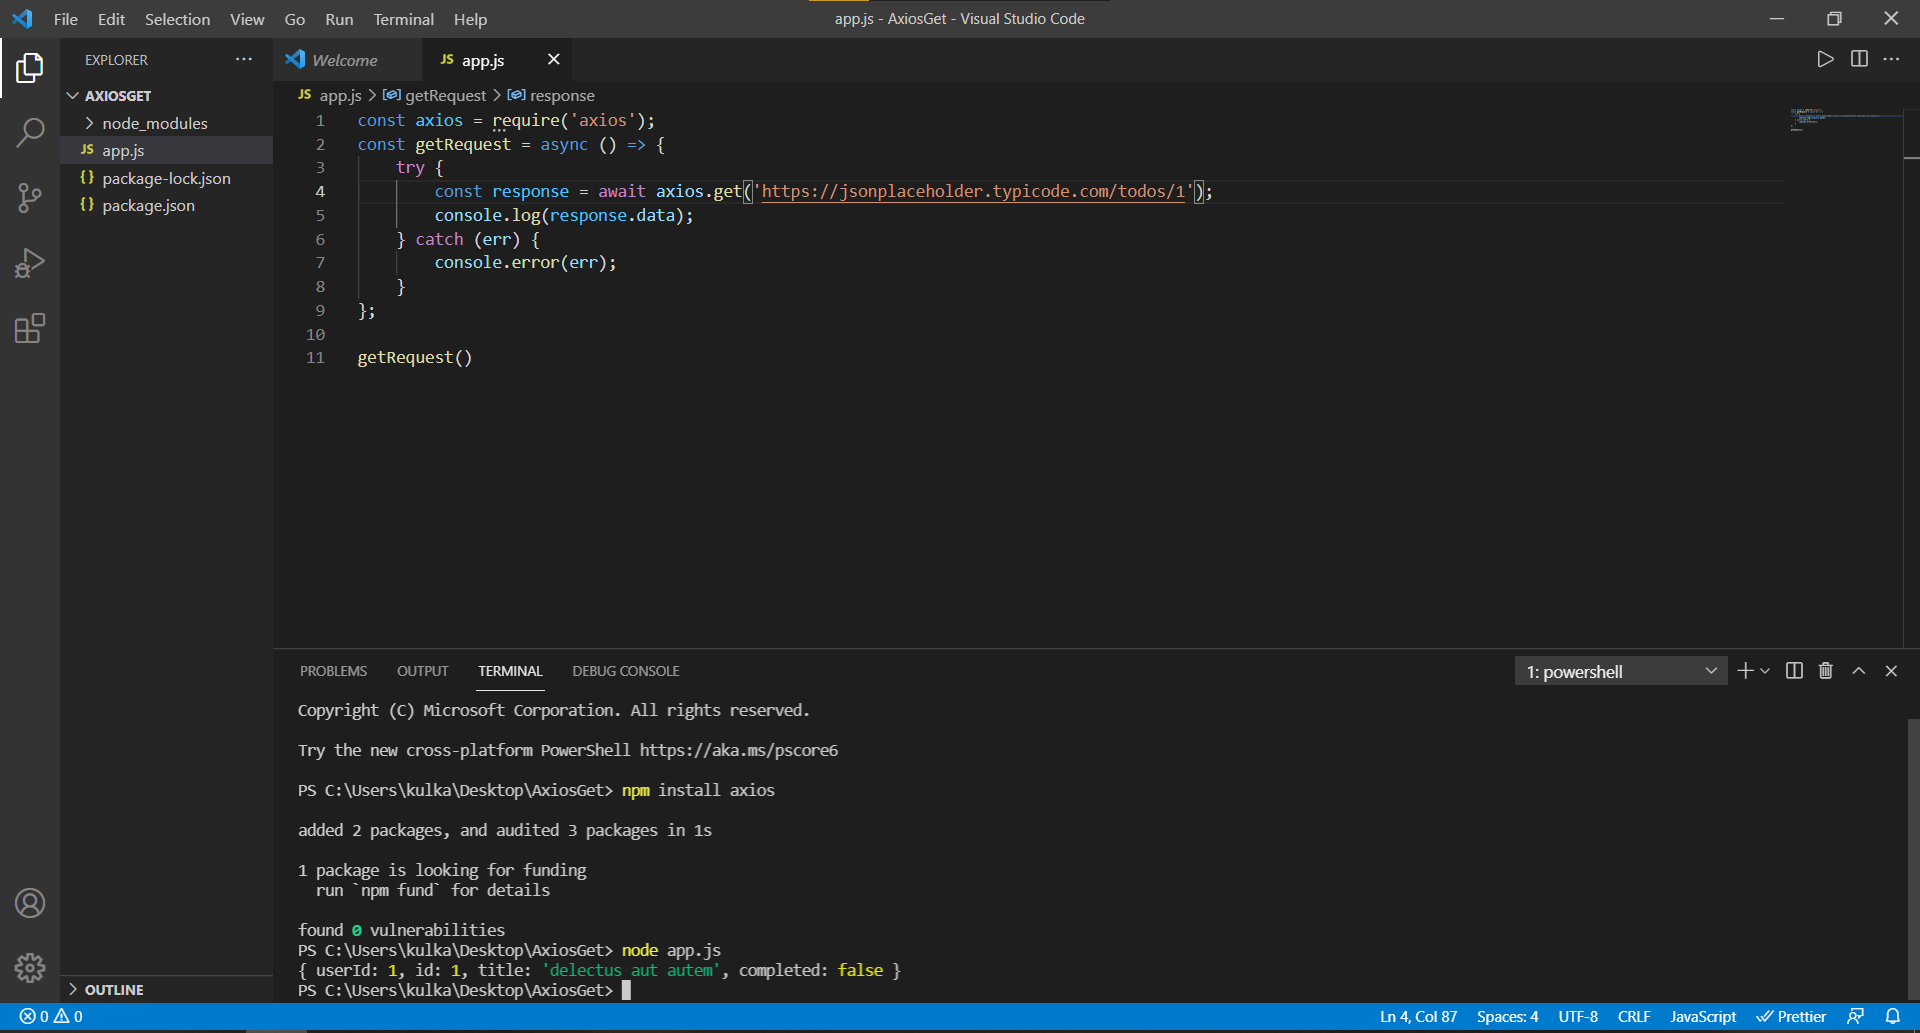 File Edit Selection View Go Run Terminal Help
app.js - AxiosGet - Visual Studio Code
EXPLORER
AXIOSGET
node_modules
JS app.js
{} package-lock.json
{} package.json
OUTLINE
Welcome
JS app.js
JS app.js > getRequest > response
1 const axios = require('axios');
2 const getRequest = async () => {
3 try {
4 const response = await axios.get('https://jsonplaceholder.typicode.com/todos/1');
5 console.log(response.data);
6 } catch (err) {
7 console.error(err);
8 }
9 };
10
11 getRequest()
PROBLEMS OUTPUT TERMINAL DEBUG CONSOLE
1: powershell
Copyright (C) Microsoft Corporation. All rights reserved.
Try the new cross-platform PowerShell https://aka.ms/pscore6
PS C:\Users\kulka\Desktop\AxiosGet> npm install axios
added 2 packages, and audited 3 packages in 1s
1 package is looking for funding
run `npm fund` for details
found 0 vulnerabilities
PS C:\Users\kulka\Desktop\AxiosGet> node app.js
{ userId: 1, id: 1, title: 'delectus aut autem', completed: false }
PS C:\Users\kulka\Desktop\AxiosGet>
0 0
Ln 4, Col 87 Spaces: 4 UTF-8 CRLF JavaScript Prettier